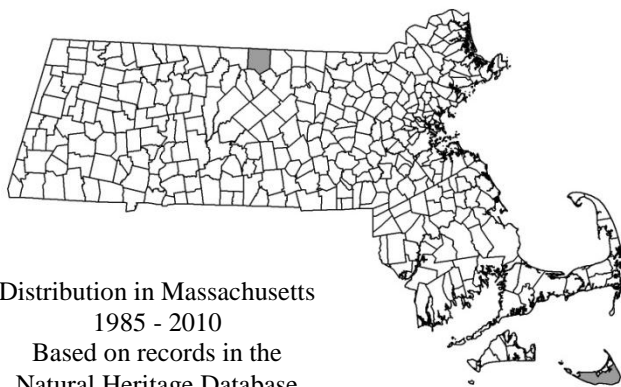 Distribution in Massachusetts
1985 - 2010
Based on records in the
Natural Heritage Database